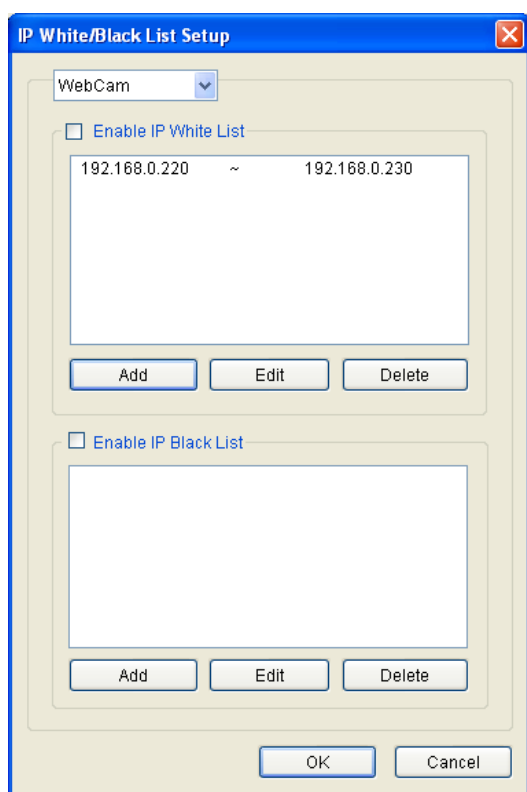 IP White/Black List Setup
WebCam
Enable IP White List
192.168.0.220 ~ 192.168.0.230
Add Edit Delete
Enable IP Black List
Add Edit Delete
OK Cancel